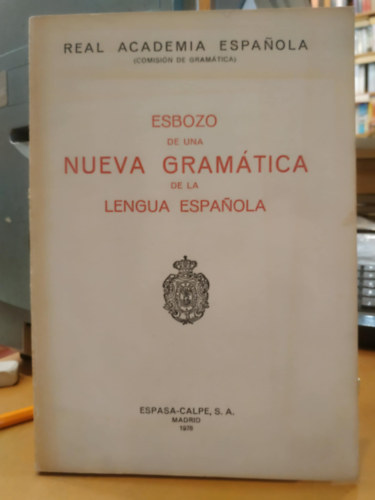 REAL ACADEMIA ESPAÑOLA
(COMISIÓN DE GRAMÁTICA)
ESBOZO
DE UNA
NUEVA GRAMÁTICA
DE LA
LENGUA ESPAÑOLA
ESPASA-CALPE, S. A.
MADRID